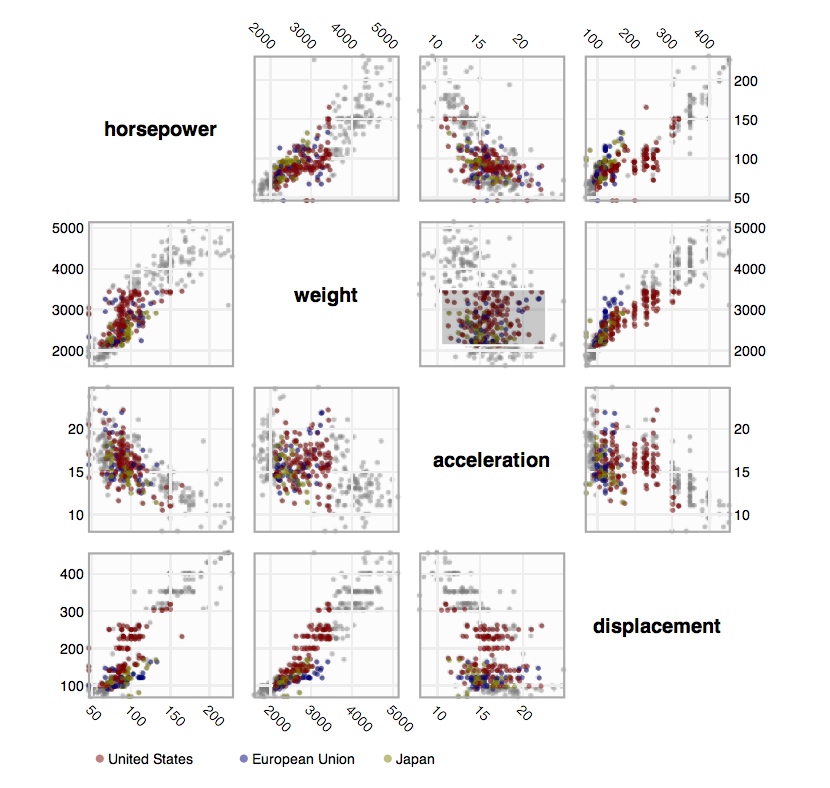 2000 3000 4000 5000 10 15 20 100 200 300 400
200
horsepower 150
100
50
5000 5000
4000 4000
weight
3000 3000
2000 2000
20 20
acceleration
15 15
10 10
400
300 displacement
200
100
50 100 150 200 2000 3000 4000 5000 10 15 20
United States European Union Japan